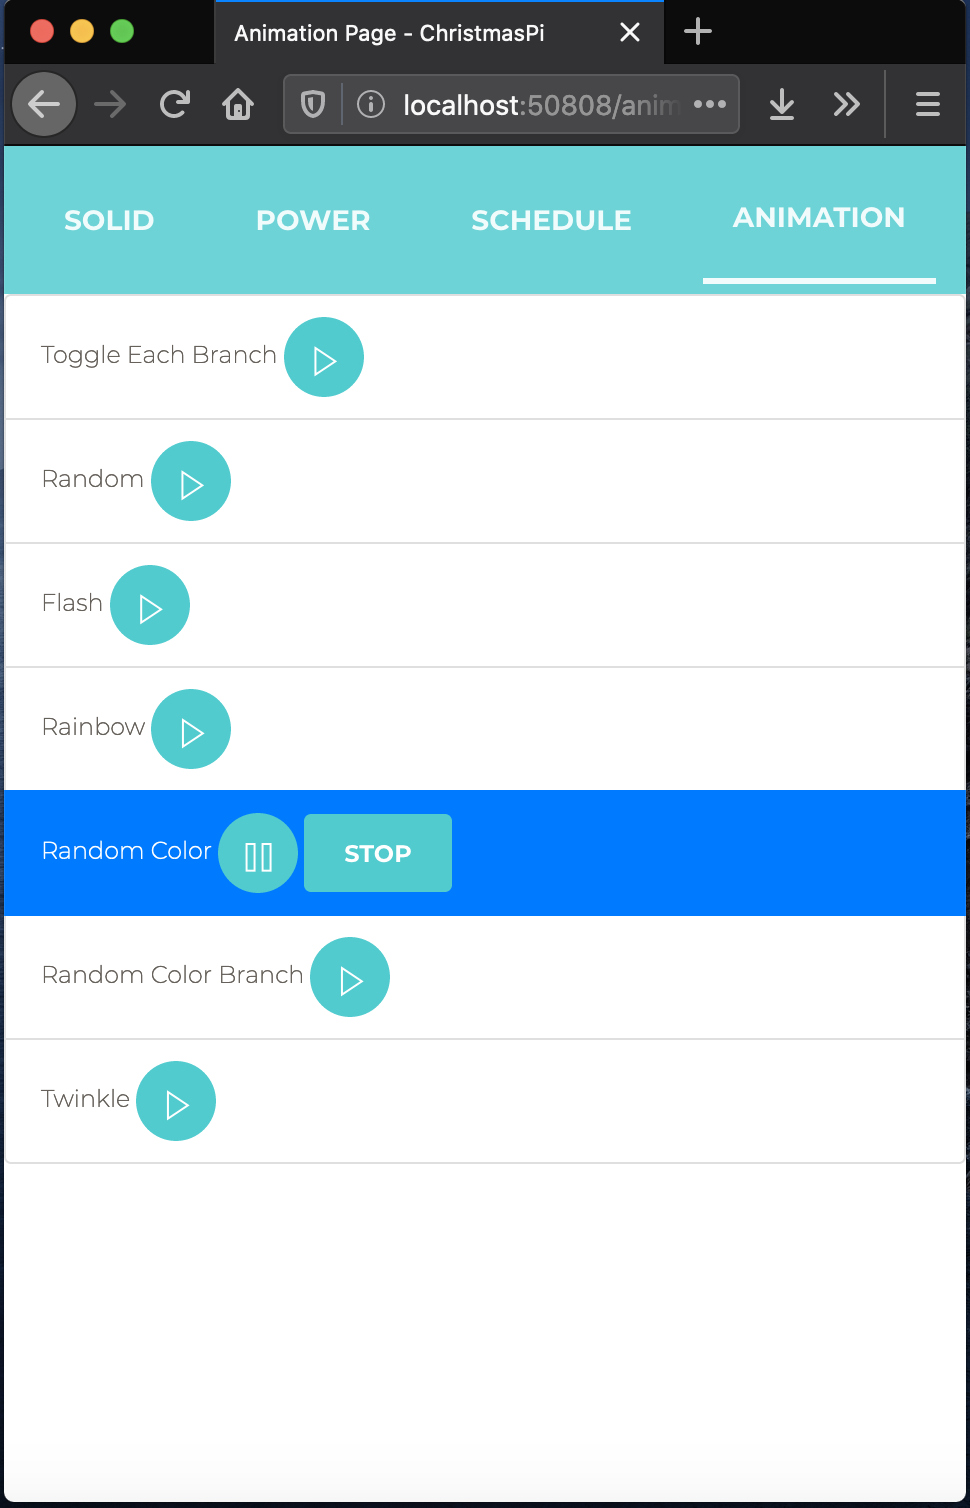 Animation Page - ChristmasPi
localhost:50808/anim
SOLID POWER SCHEDULE ANIMATION
Toggle Each Branch
Random
Flash
Rainbow
Random Color STOP
Random Color Branch
Twinkle